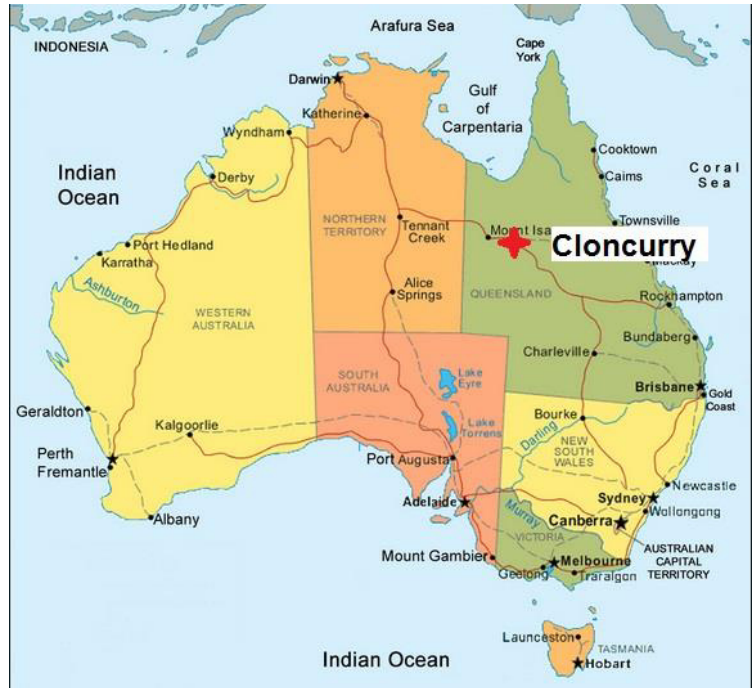 Arafura Sea
INDONESIA
Cape
York
Darwin
Gulf
of
Carpentaria
Katherine
Wyndham
Cooktown
Coral
Sea
Indian
Ocean
Derby
Cairns
NORTHERN
TERRITORY
Tennant
Creek
Mount Isa
Townsville
Cloncurry
Mackay
Port Hedland
Karratha
Ashburton
Alice
Springs
QUEENSLAND
Rockhampton
WESTERN
AUSTRALIA
Bundaberg
Charleville
SOUTH
AUSTRALIA
Lake
Eyre
Brisbane
Gold
Coast
Geraldton
Kalgoorlie
Lake
Torrens
Bourke
Darling
NEW
SOUTH
WALES
Perth
Fremantle
Port Augusta
Newcastle
Sydney
Adelaide
Wollongong
Albany
Murray
Canberra
VICTORIA
AUSTRALIAN
CAPITAL
TERRITORY
Mount Gambier
Melbourne
Geelong
Traralgon
Launceston
TASMANIA
Indian Ocean
Hobart